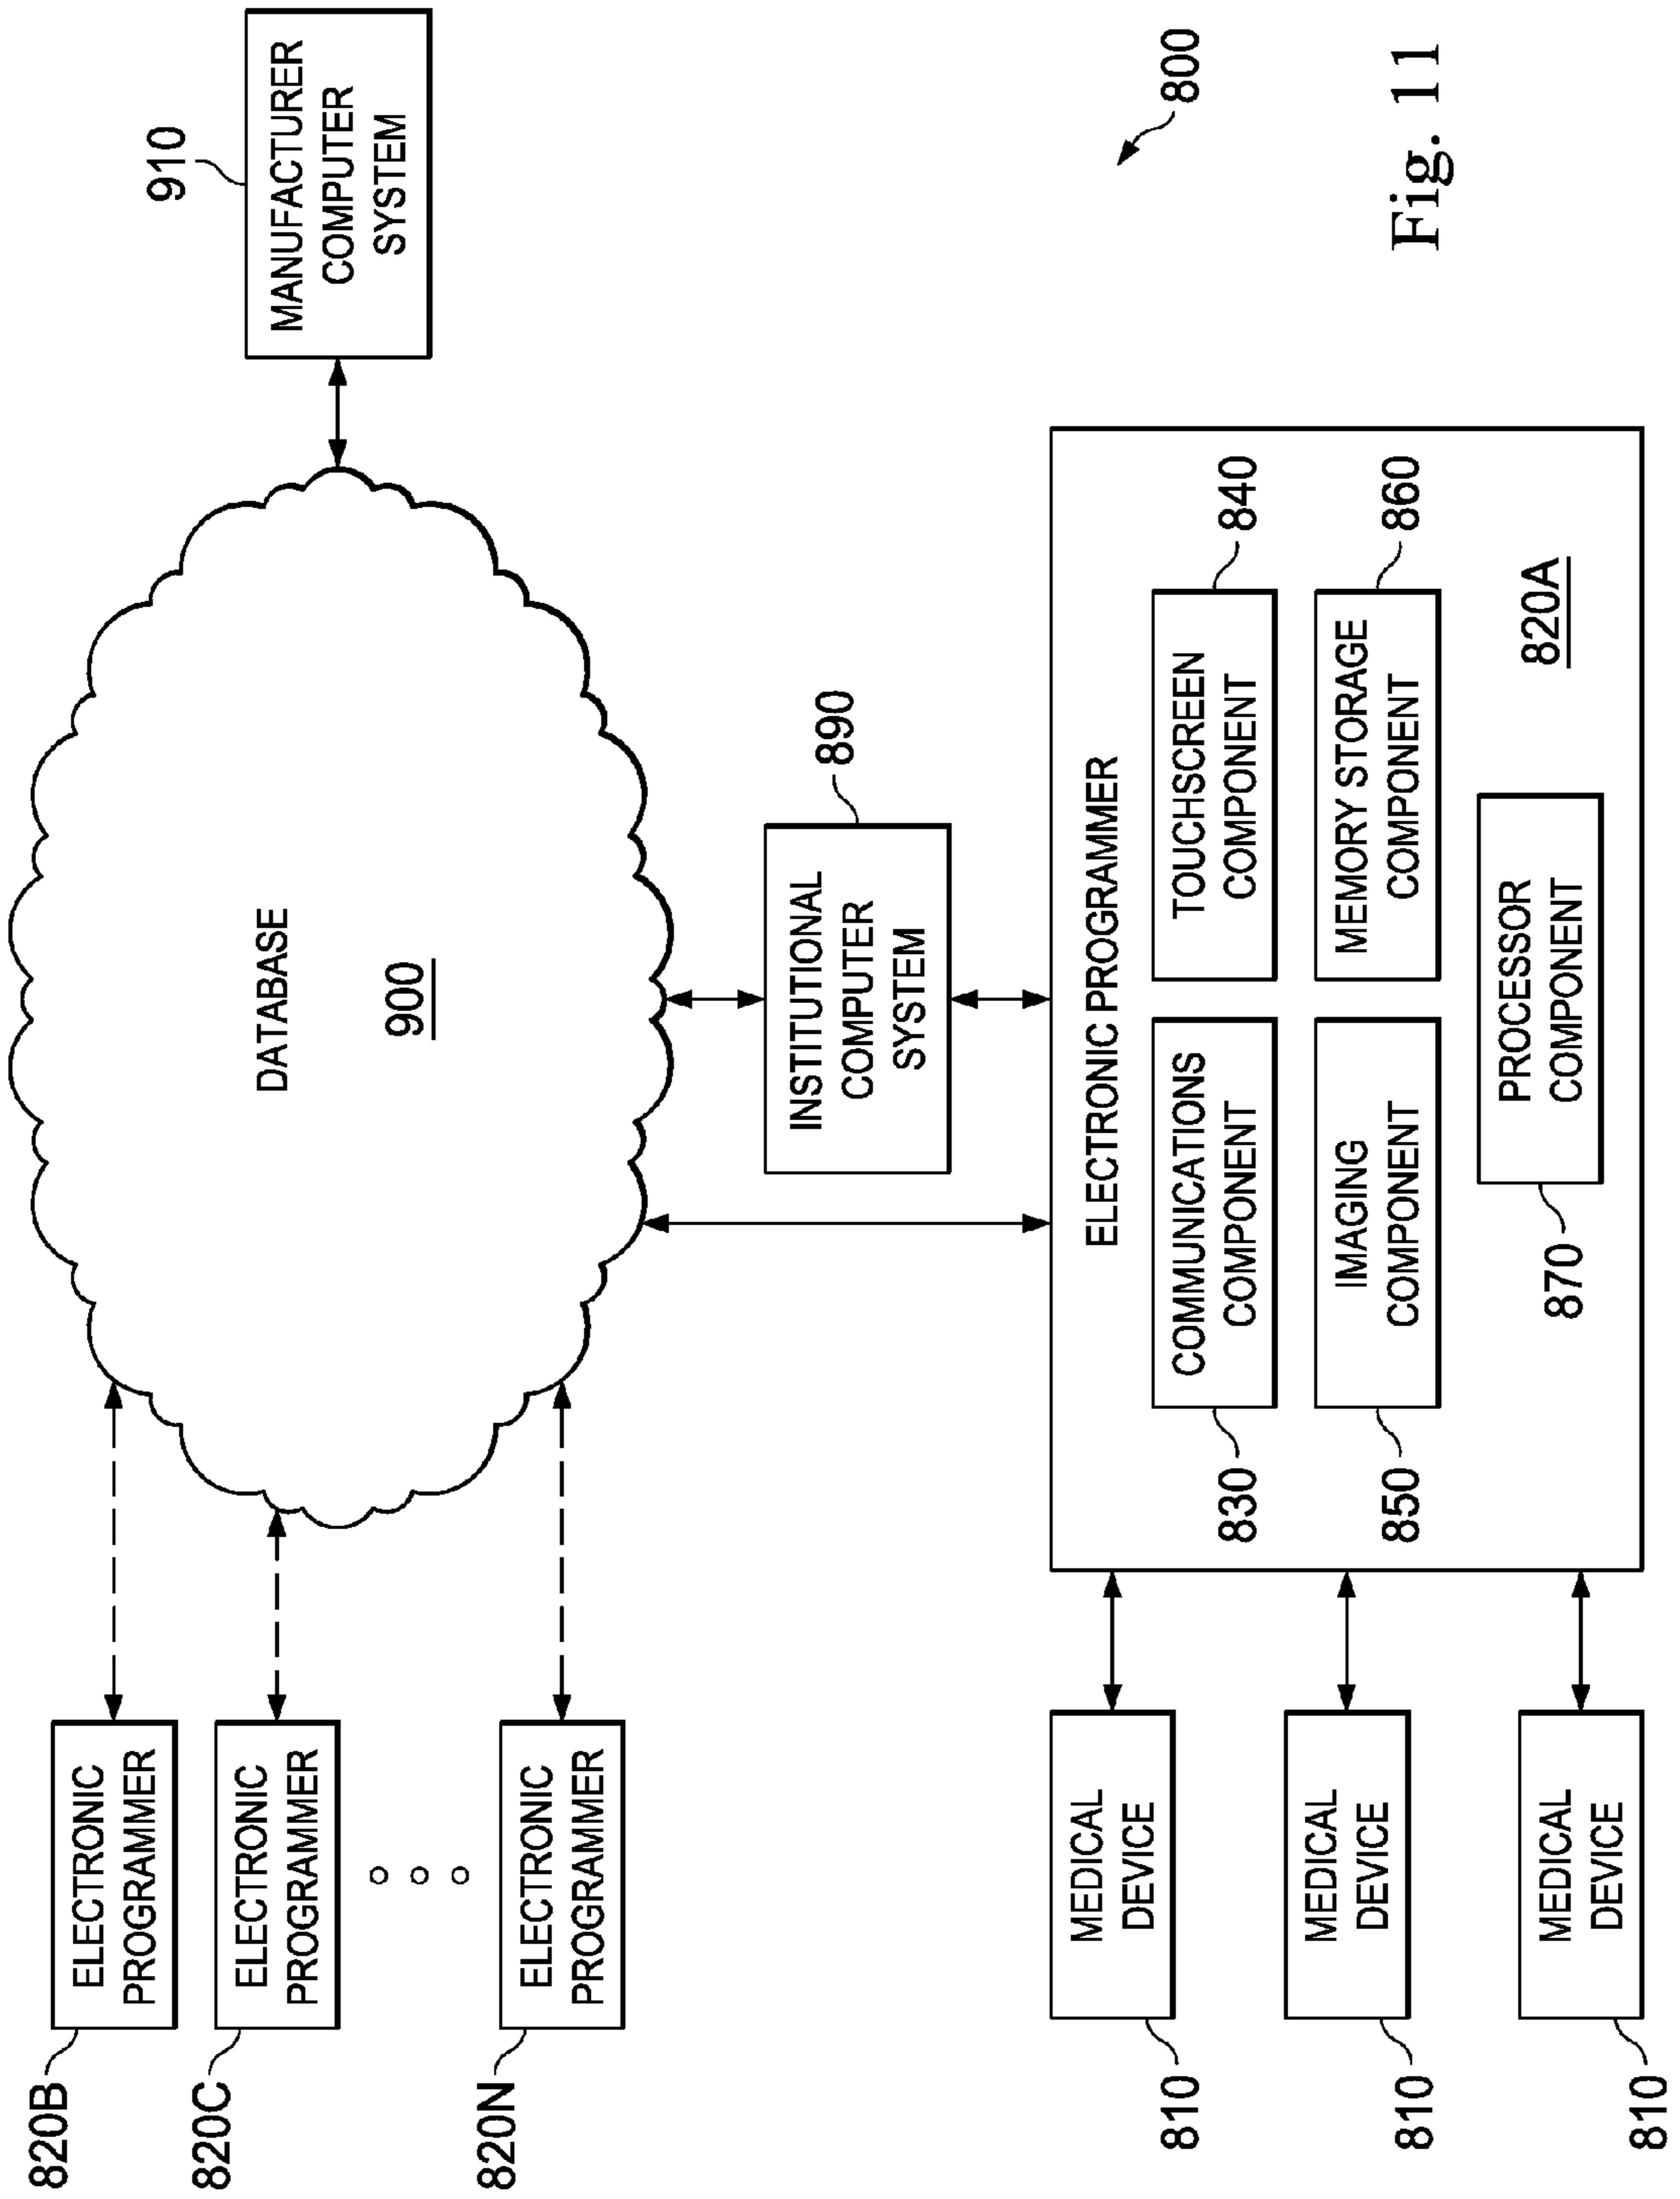 820B
ELECTRONIC
PROGRAMMER
820C
ELECTRONIC
PROGRAMMER
820N
ELECTRONIC
PROGRAMMER
DATABASE
900
910
MANUFACTURER
COMPUTER
SYSTEM
INSTITUTIONAL
COMPUTER
SYSTEM
890
810
MEDICAL
DEVICE
810
MEDICAL
DEVICE
810
MEDICAL
DEVICE
ELECTRONIC PROGRAMMER
830
COMMUNICATIONS
COMPONENT
TOUCHSCREEN
COMPONENT
840
850
IMAGING
COMPONENT
MEMORY STORAGE
COMPONENT
860
870
PROCESSOR
COMPONENT
820A
800
Fig. 11